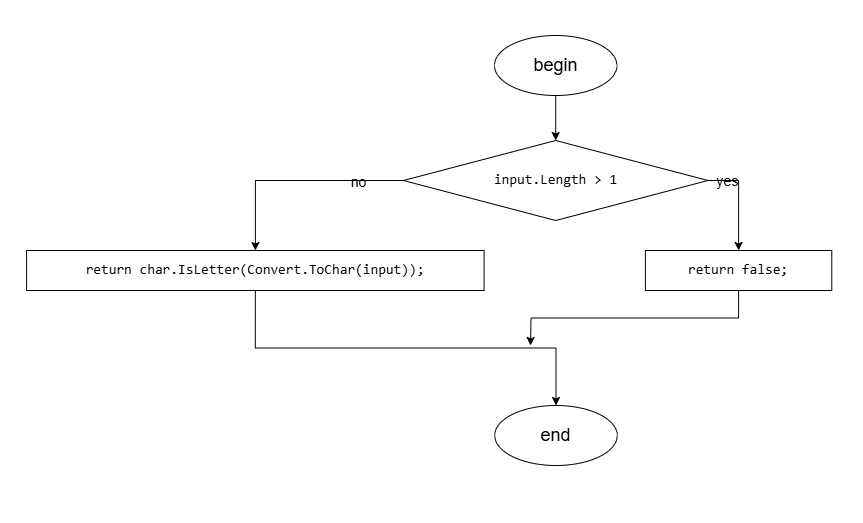 begin
input.Length > 1
no
yes
return char.IsLetter(Convert.ToChar(input));
return false;
end